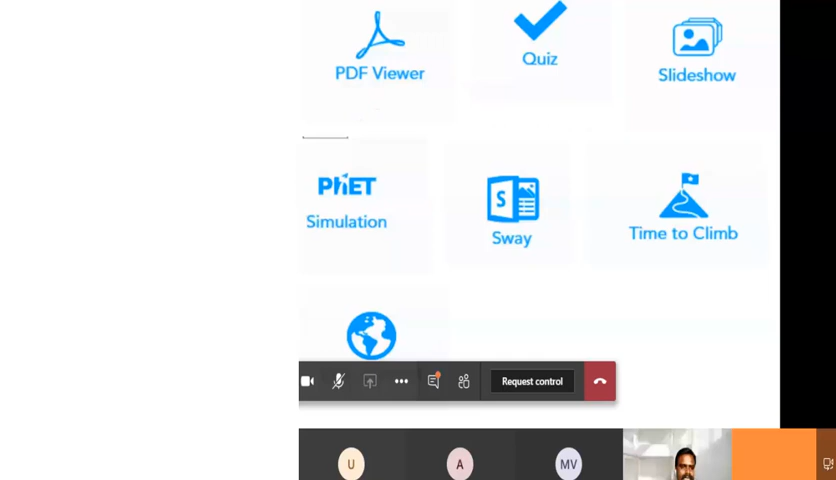 PDF Viewer
Quiz
Slideshow
PhET
Simulation
S
Sway
Time to Climb
Request control
U
A
MV